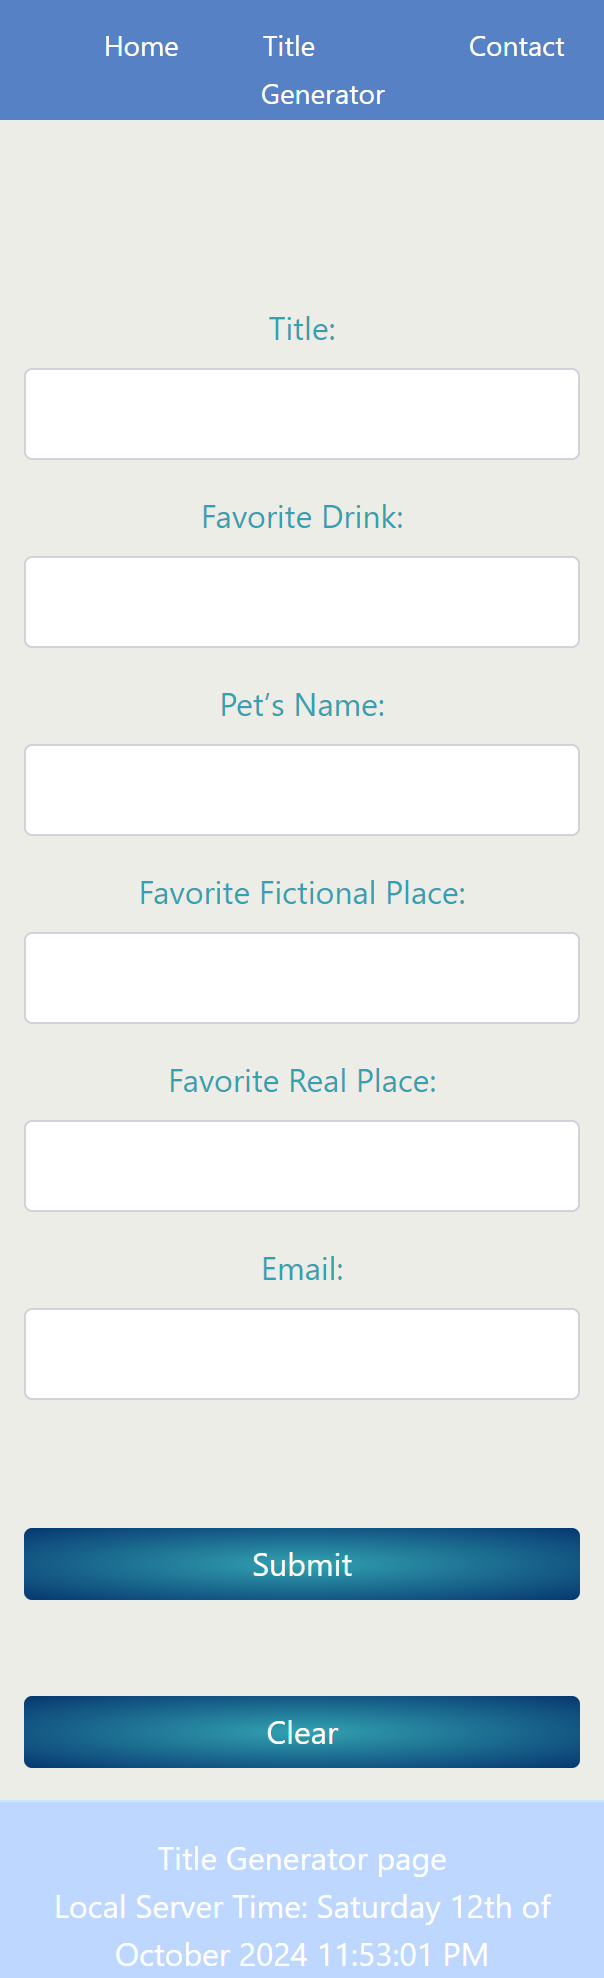 Home Title Contact
Generator
Title:
Favorite Drink:
Pet's Name:
Favorite Fictional Place:
Favorite Real Place:
Email:
Submit
Clear
Title Generator page
Local Server Time: Saturday 12th of
October 2024 11:53:01 PM